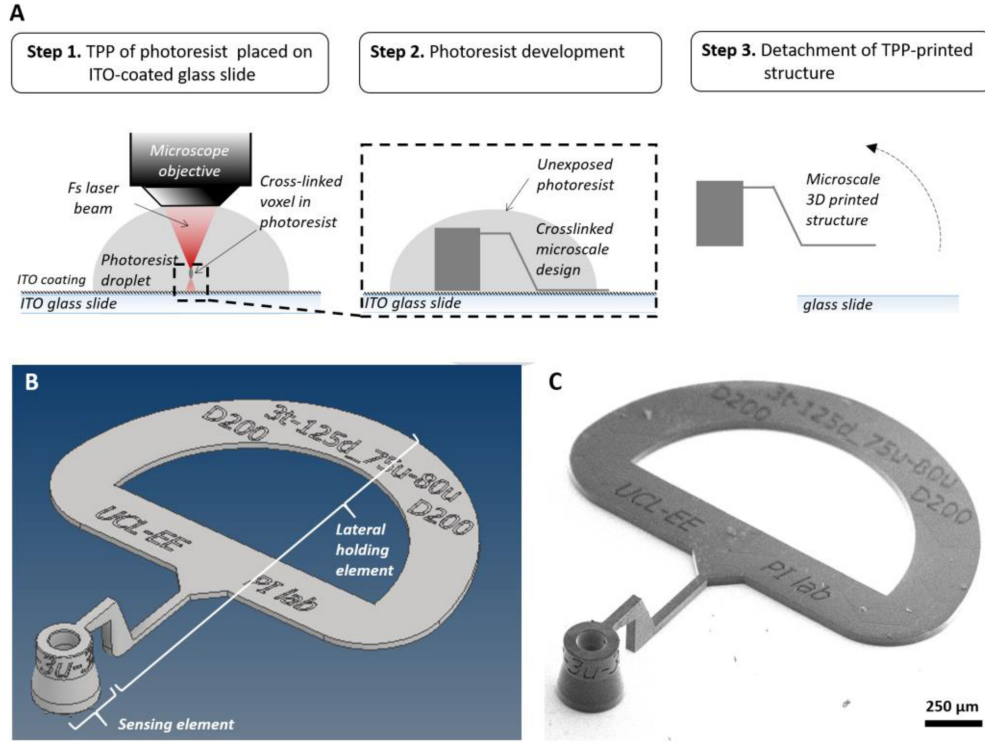 A
Step 1. TPP of photoresist placed on
ITO-coated glass slide
Step 2. Photoresist development
Step 3. Detachment of TPP-printed
structure
Microscope
objective
Fs laser
beam
Cross-linked
voxel in
photoresist
Photoresist
droplet
ITO coating
ITO glass slide
Unexposed
photoresist
Crosslinked
microscale
design
ITO glass slide
Microscale
3D printed
structure
glass slide
B
D200
3t-125d_75u-80u
D200
UCL-EE
PI lab
Lateral
holding
element
-3u-
Sensing element
C
D200
3t-125d_75u-80u
D200
UCL-EE
PI lab
-3u-
250 µm